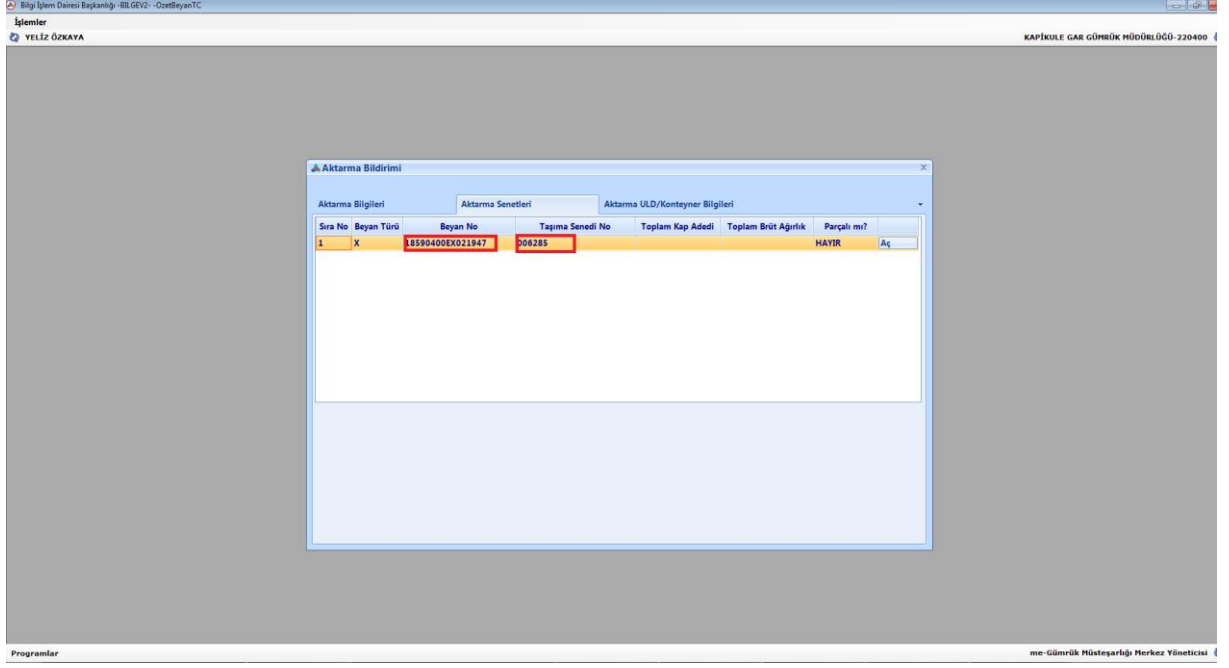 Bilgi İşlem Dairesi Başkanlığı -BILGEV2- -OzetBeyanTC
İşlemler
YELİZ ÖZKAYA KAPIKULE GAR GÜMRÜK MÜDÜRLÜĞÜ-220400
Aktarma Bildirimi
Aktarma Bilgileri Aktarma Senetleri Aktarma ULD/Konteyner Bilgileri
Sıra No Beyan Türü Beyan No Taşıma Senedi No Toplam Kap Adedi Toplam Brüt Ağırlık Parçalı mı?
1 X 18590400EX021947 006285 HAYIR Aç
Programlar me-Gümrük Müsteşarlığı Merkez Yöneticisi